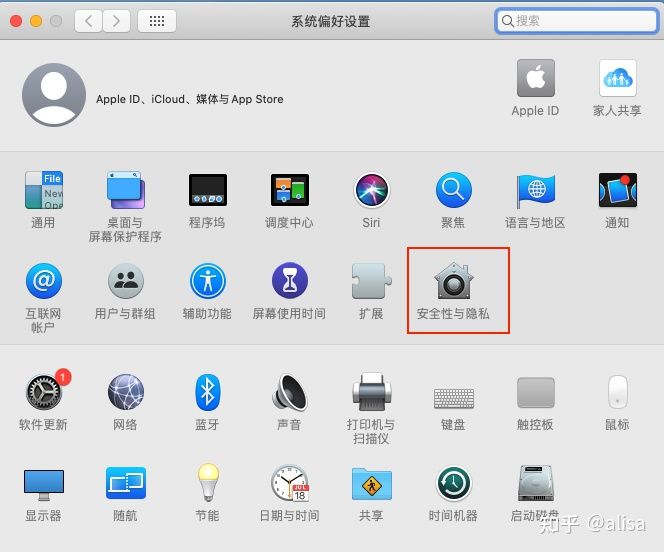 系统偏好设置
搜索
Apple ID、iCloud、媒体与 App Store
Apple ID
家人共享
File
New
Ope
通用
桌面与
屏幕保护程序
程序坞
调度中心
Siri
聚焦
语言与地区
通知
@
互联网
帐户
用户与群组
辅助功能
屏幕使用时间
扩展
安全性与隐私
1
软件更新
网络
蓝牙
声音
打印机与
扫描仪
键盘
触控板
鼠标
JUL
18
显示器
随航
节能
日期与时间
共享
时间机器
启动磁盘
知乎 @alisa